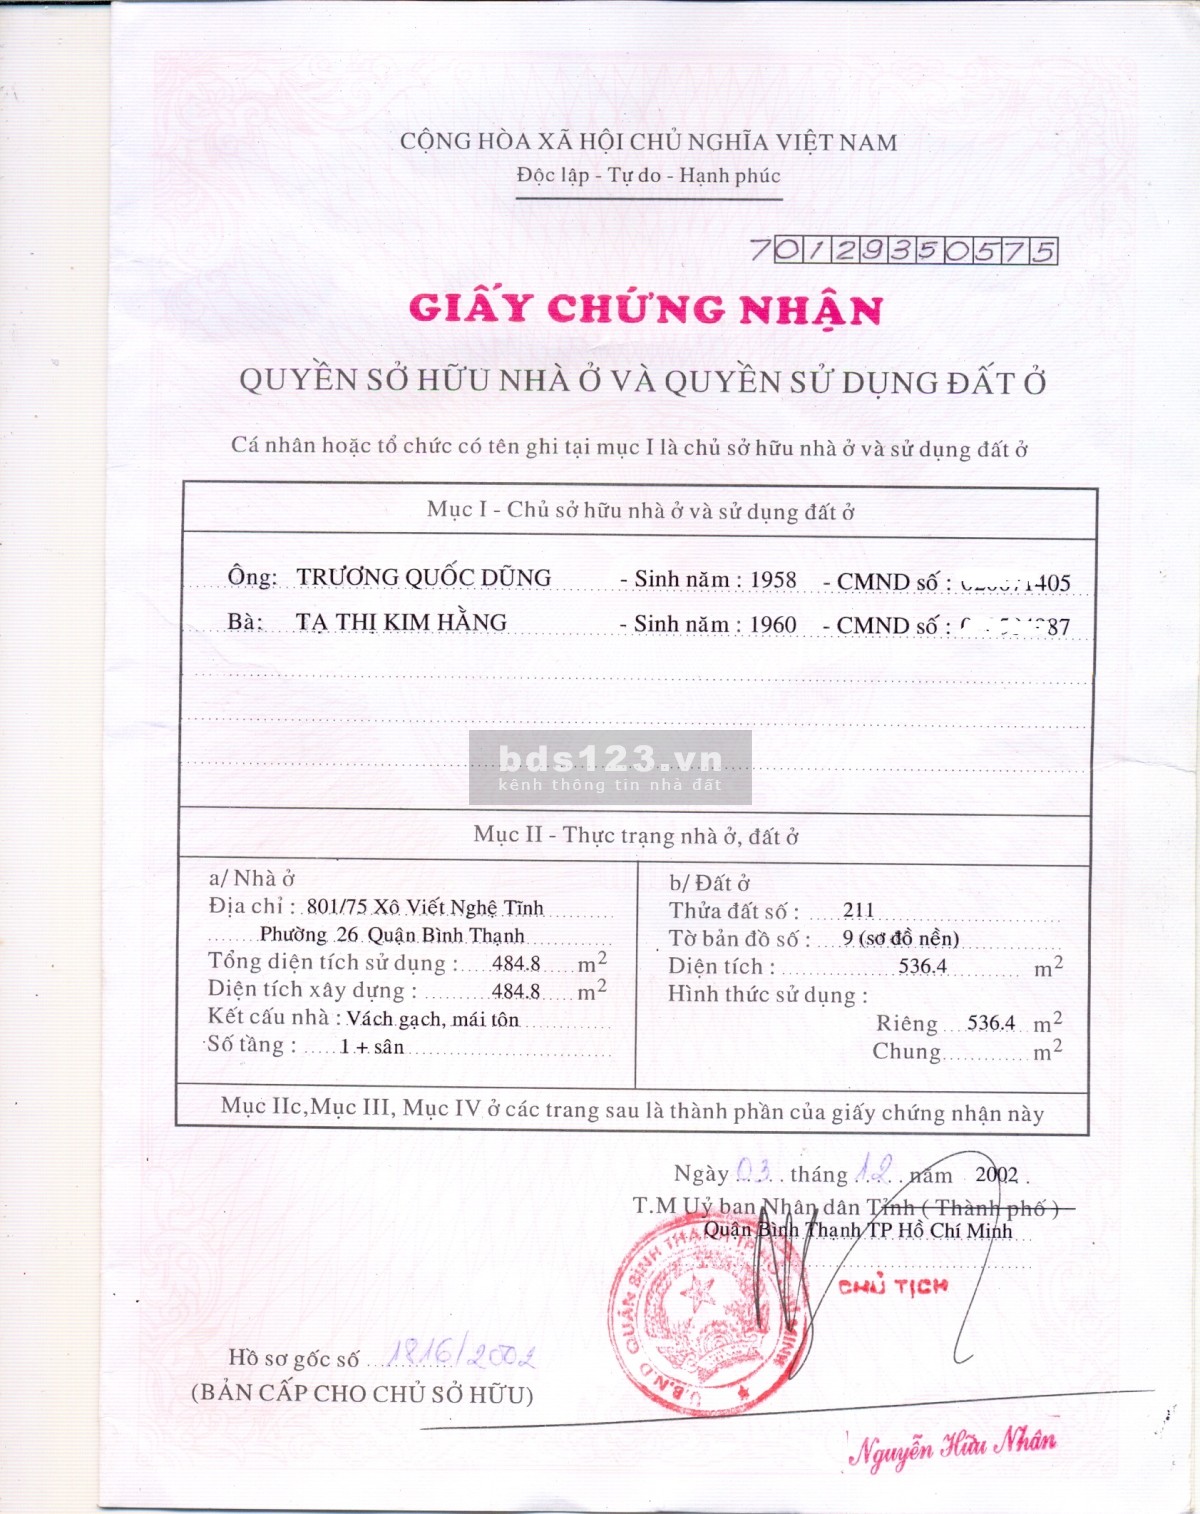 CỘNG HÒA XÃ HỘI CHỦ NGHĨA VIỆT NAM
Độc lập - Tự do - Hạnh phúc
70129350575
GIẤY CHỨNG NHẬN
QUYỀN SỞ HỮU NHÀ Ở VÀ QUYỀN SỬ DỤNG ĐẤT Ở
Cá nhân hoặc tổ chức có tên ghi tại mục I là chủ sở hữu nhà ở và sử dụng đất ở
Mục I - Chủ sở hữu nhà ở và sử dụng đất ở
Ông: TRƯƠNG QUỐC DŨNG - Sinh năm : 1958 - CMND số : 
Bà: TẠ THỊ KIM HẰNG - Sinh năm : 1960 - CMND số : 
bds123.vn
kênh thông tin nhà đất
Mục II - Thực trạng nhà ở, đất ở
a/ Nhà ở
Địa chỉ : 801/75 Xô Viết Nghệ Tĩnh
Phường 26 Quận Bình Thạnh
Tổng diện tích sử dụng : 484.8 m2
Diện tích xây dựng : 484.8 m2
Kết cấu nhà : Vách gạch, mái tôn
Số tầng : 1 + sân
b/ Đất ở
Thửa đất số : 211
Tờ bản đồ số : 9 (sơ đồ nền)
Diện tích : 536.4 m2
Hình thức sử dụng :
Riêng 536.4 m2
Chung m2
Mục IIc, Mục III, Mục IV ở các trang sau là thành phần của giấy chứng nhận này
Ngày 03 tháng 12 năm 2002.
T.M Uỷ ban Nhân dân Tỉnh ( Thành phố )
Quận Bình Thạnh TP Hồ Chí Minh
CHỦ TỊCH
U.B.N.D QUẬN BÌNH THẠNH TP HỒ CHÍ MINH
Hồ sơ gốc số 1816/2002
(BẢN CẤP CHO CHỦ SỞ HỮU)
Nguyễn Hữu Nhân